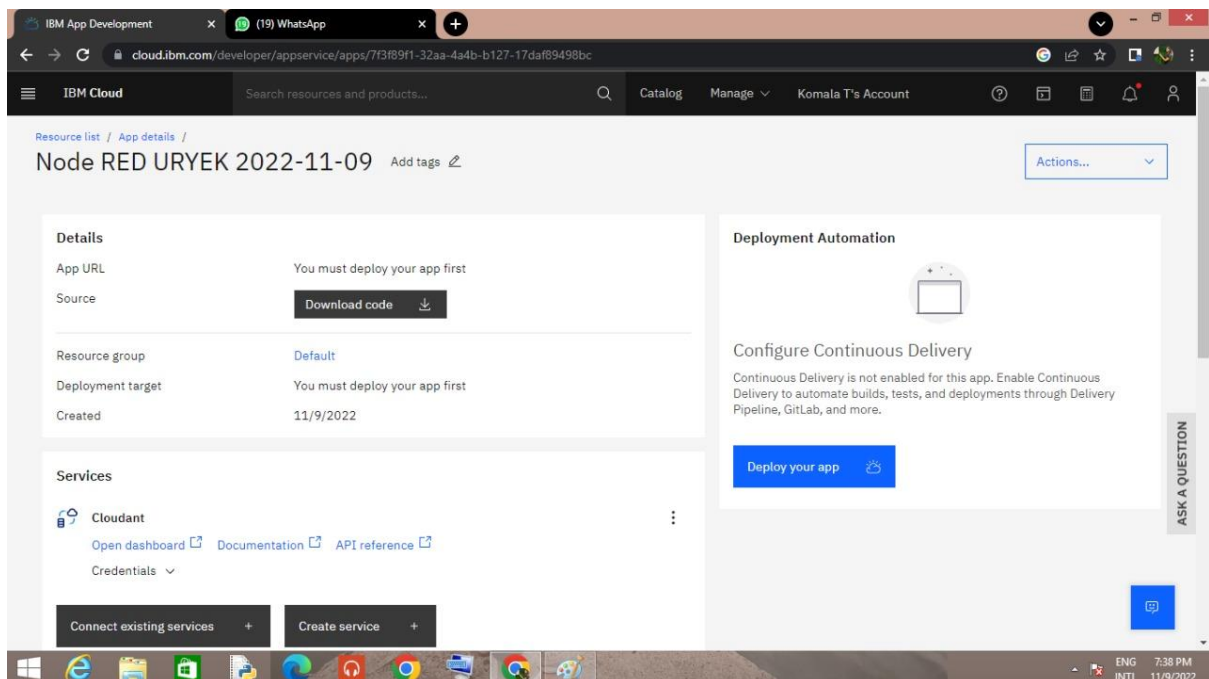 IBM App Development
(19) WhatsApp
cloud.ibm.com/developer/appservice/apps/7f3f89f1-32aa-4a4b-b127-17daf89498bc
IBM Cloud Search resources and products... Catalog Manage Komala T's Account
Resource list / App details /
Node RED URYEK 2022-11-09 Add tags
Actions...
Details
App URL You must deploy your app first
Source Download code
Resource group Default
Deployment target You must deploy your app first
Created 11/9/2022
Services
Cloudant
Open dashboard Documentation API reference
Credentials
Connect existing services + Create service +
Deployment Automation
Configure Continuous Delivery
Continuous Delivery is not enabled for this app. Enable Continuous
Delivery to automate builds, tests, and deployments through Delivery
Pipeline, GitLab, and more.
Deploy your app
ASK A QUESTION
ENG 7:38 PM
INTL 11/9/2022